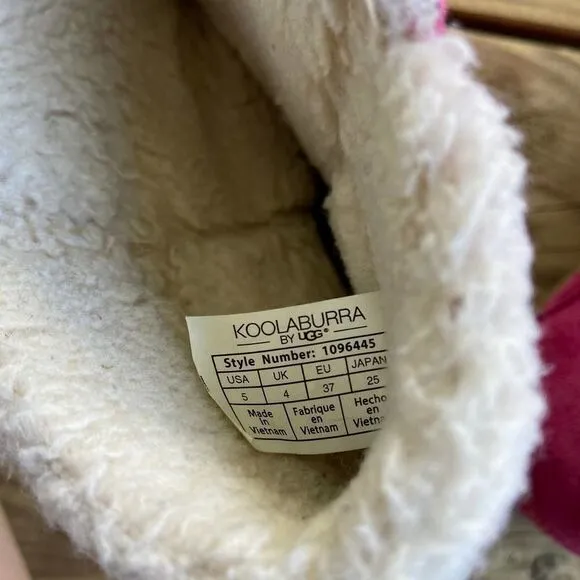 KOOLABURRA
BY UGG®
Style Number: 1096445
USA UK EU JAPAN
5 4 37 25
Made Fabrique Hecho
in en en
Vietnam Vietnam Vietna